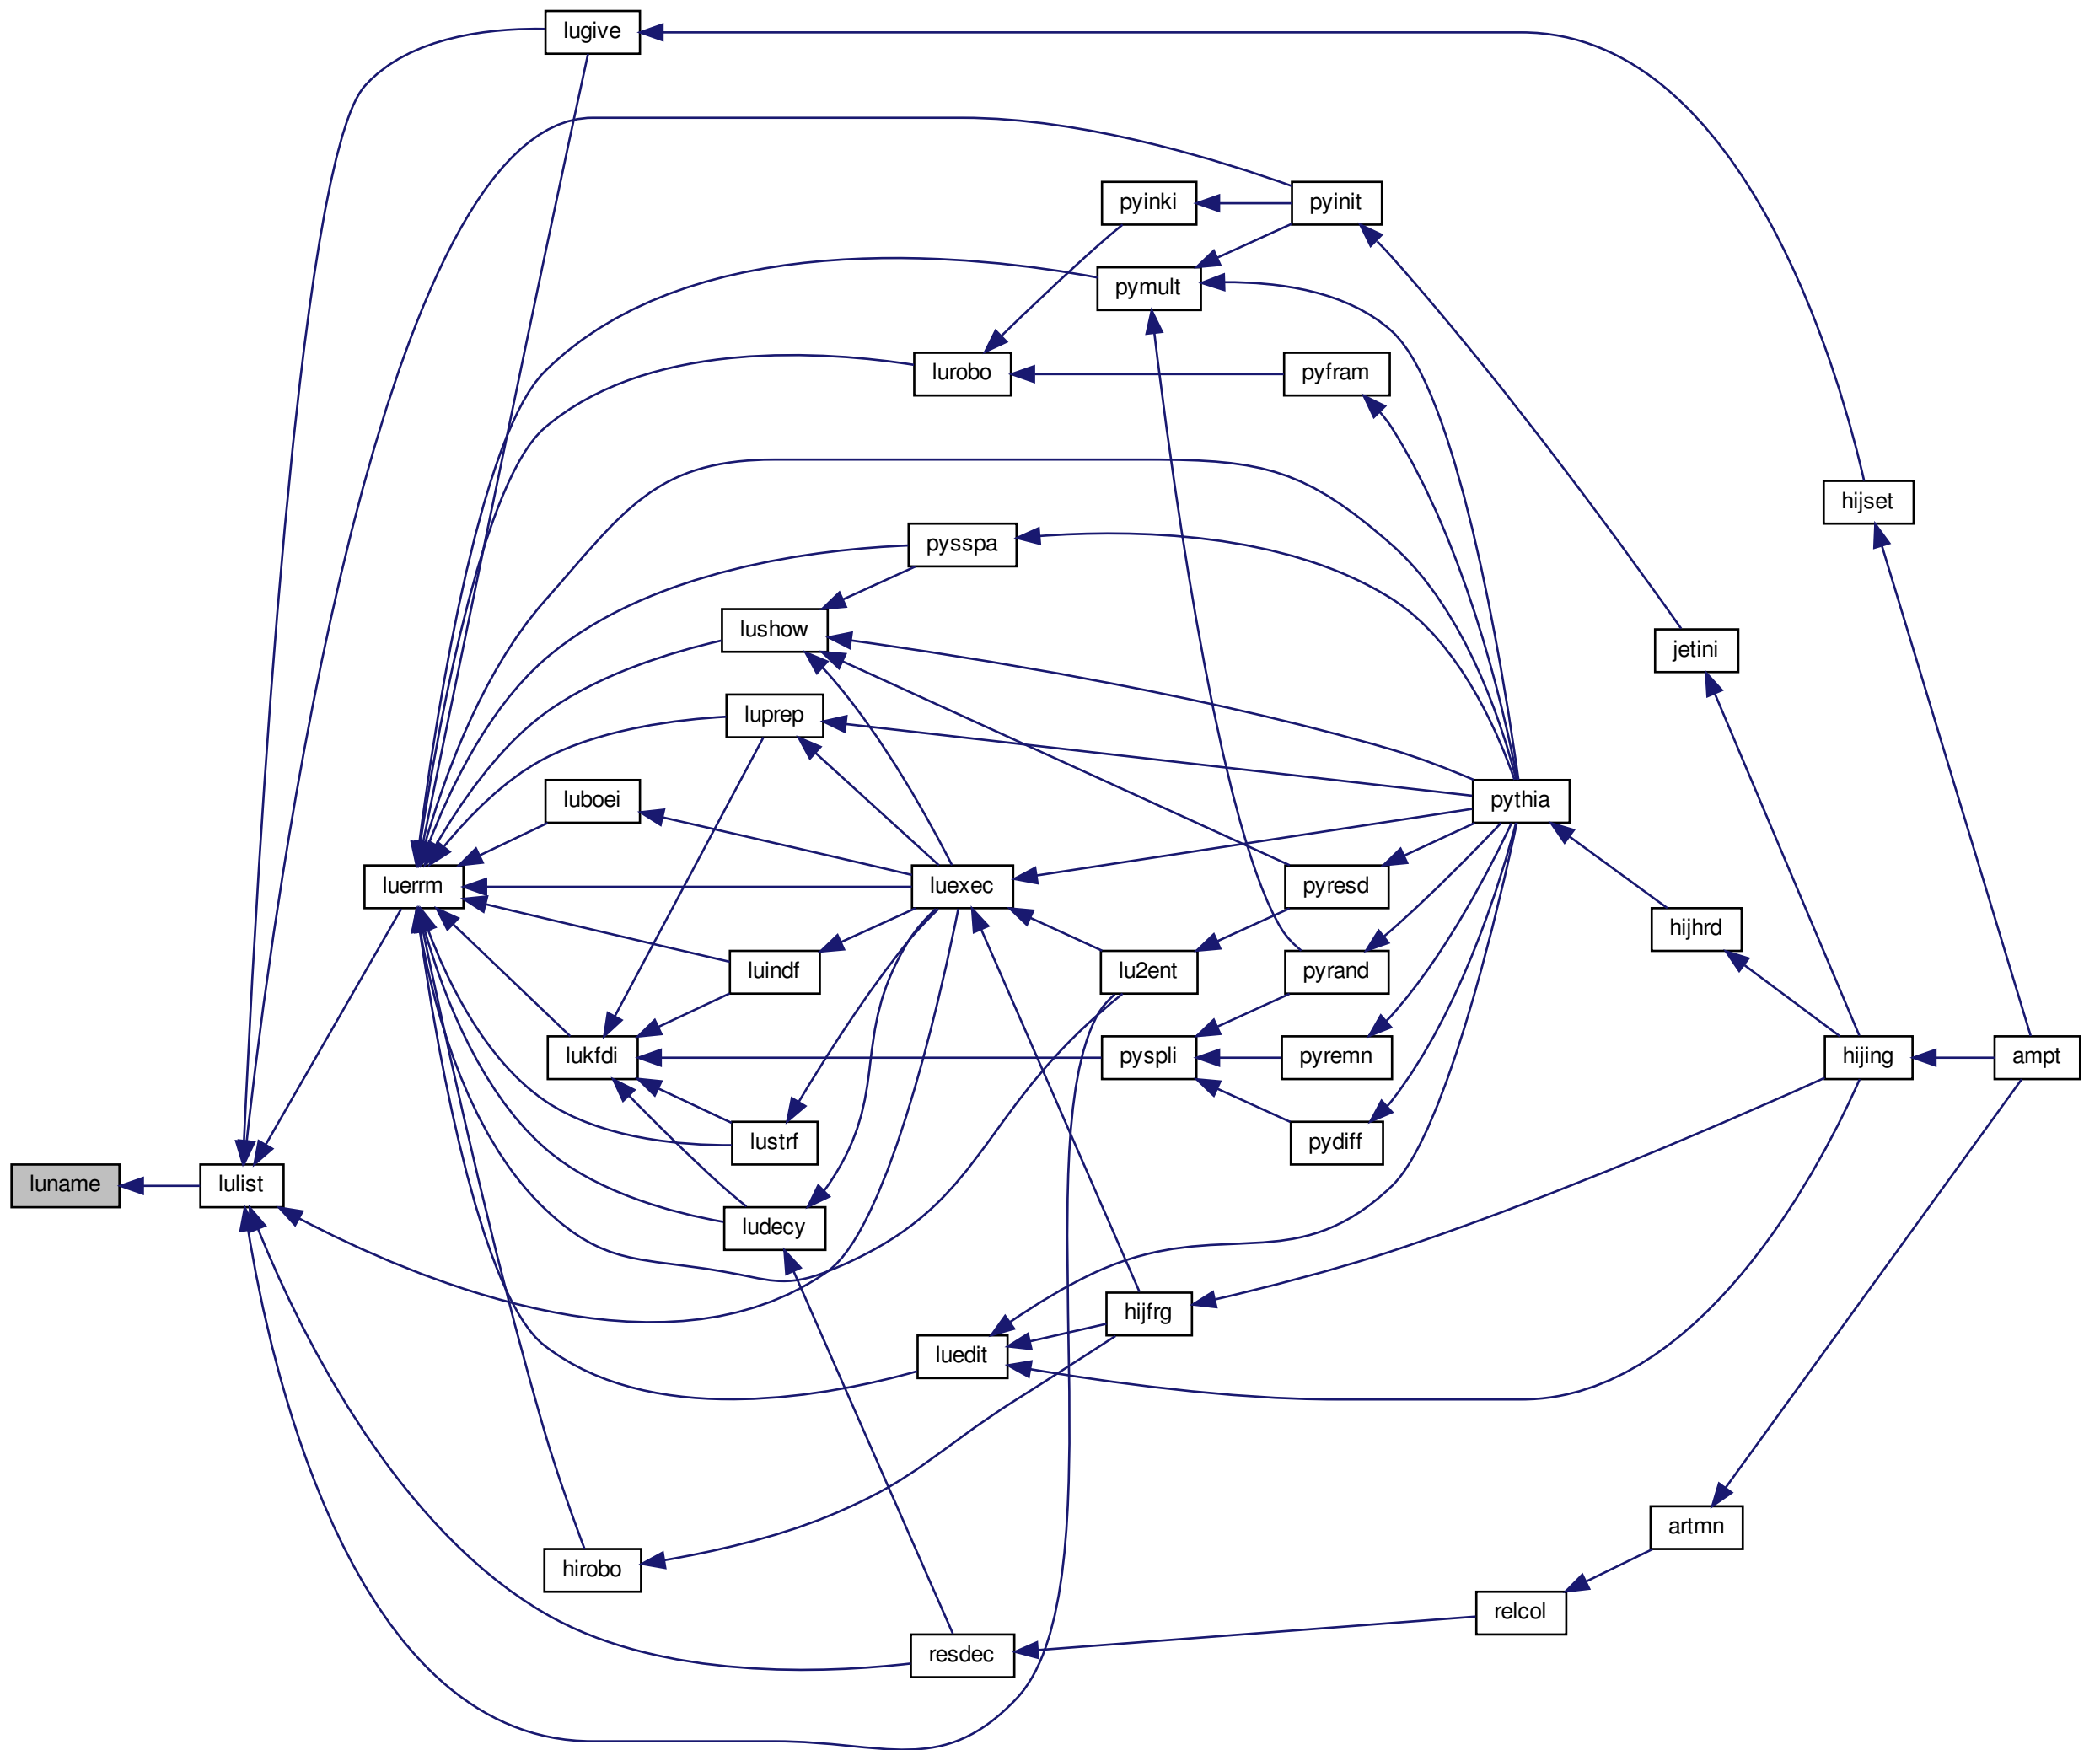 lugive
pyinki
pyinit
pymult
lurobo
pyfram
hijset
pysspa
lushow
jetini
luprep
luboei
pythia
luerrm
luexec
pyresd
hijhrd
luindf
lu2ent
pyrand
lukfdi
pyspli
pyremn
hijing
ampt
lustrf
pydiff
luname
lulist
ludecy
hijfrg
luedit
artmn
hirobo
relcol
resdec